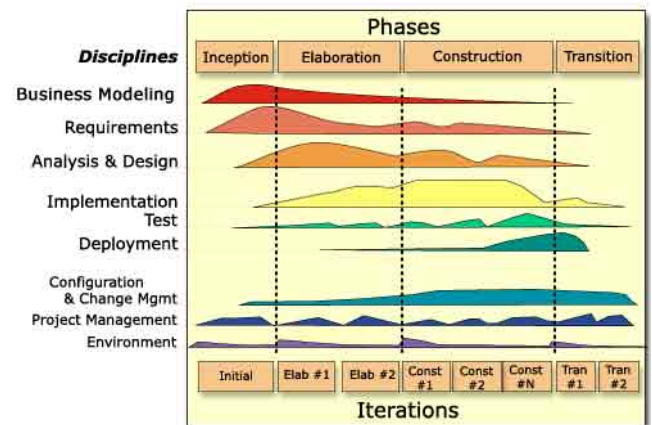 Phases
Disciplines
Inception Elaboration Construction Transition
Business Modeling
Requirements
Analysis & Design
Implementation
Test
Deployment
Configuration
& Change Mgmt
Project Management
Environment
Initial Elab #1 Elab #2 Const #1 Const #2 Const #N Tran #1 Tran #2
Iterations